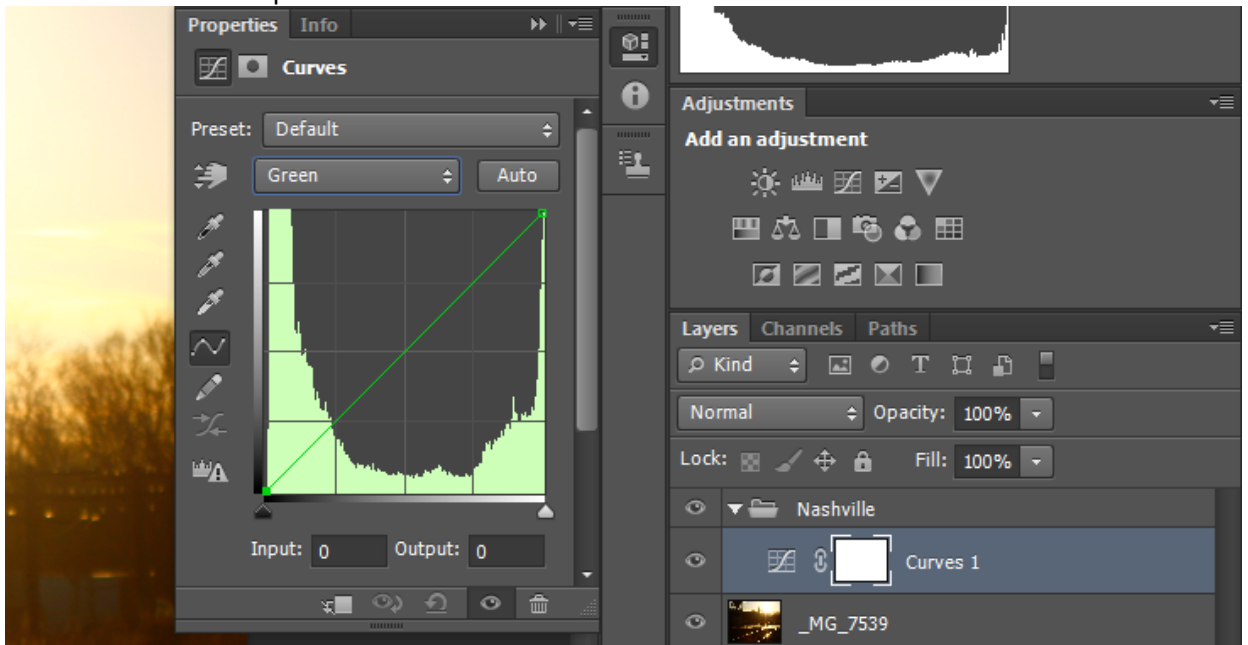 Properties Info
Curves
Preset: Default
Green Auto
Input: 0 Output: 0
Adjustments
Add an adjustment
Layers Channels Paths
Kind T
Normal Opacity: 100%
Lock: Fill: 100%
Nashville
Curves 1
_MG_7539